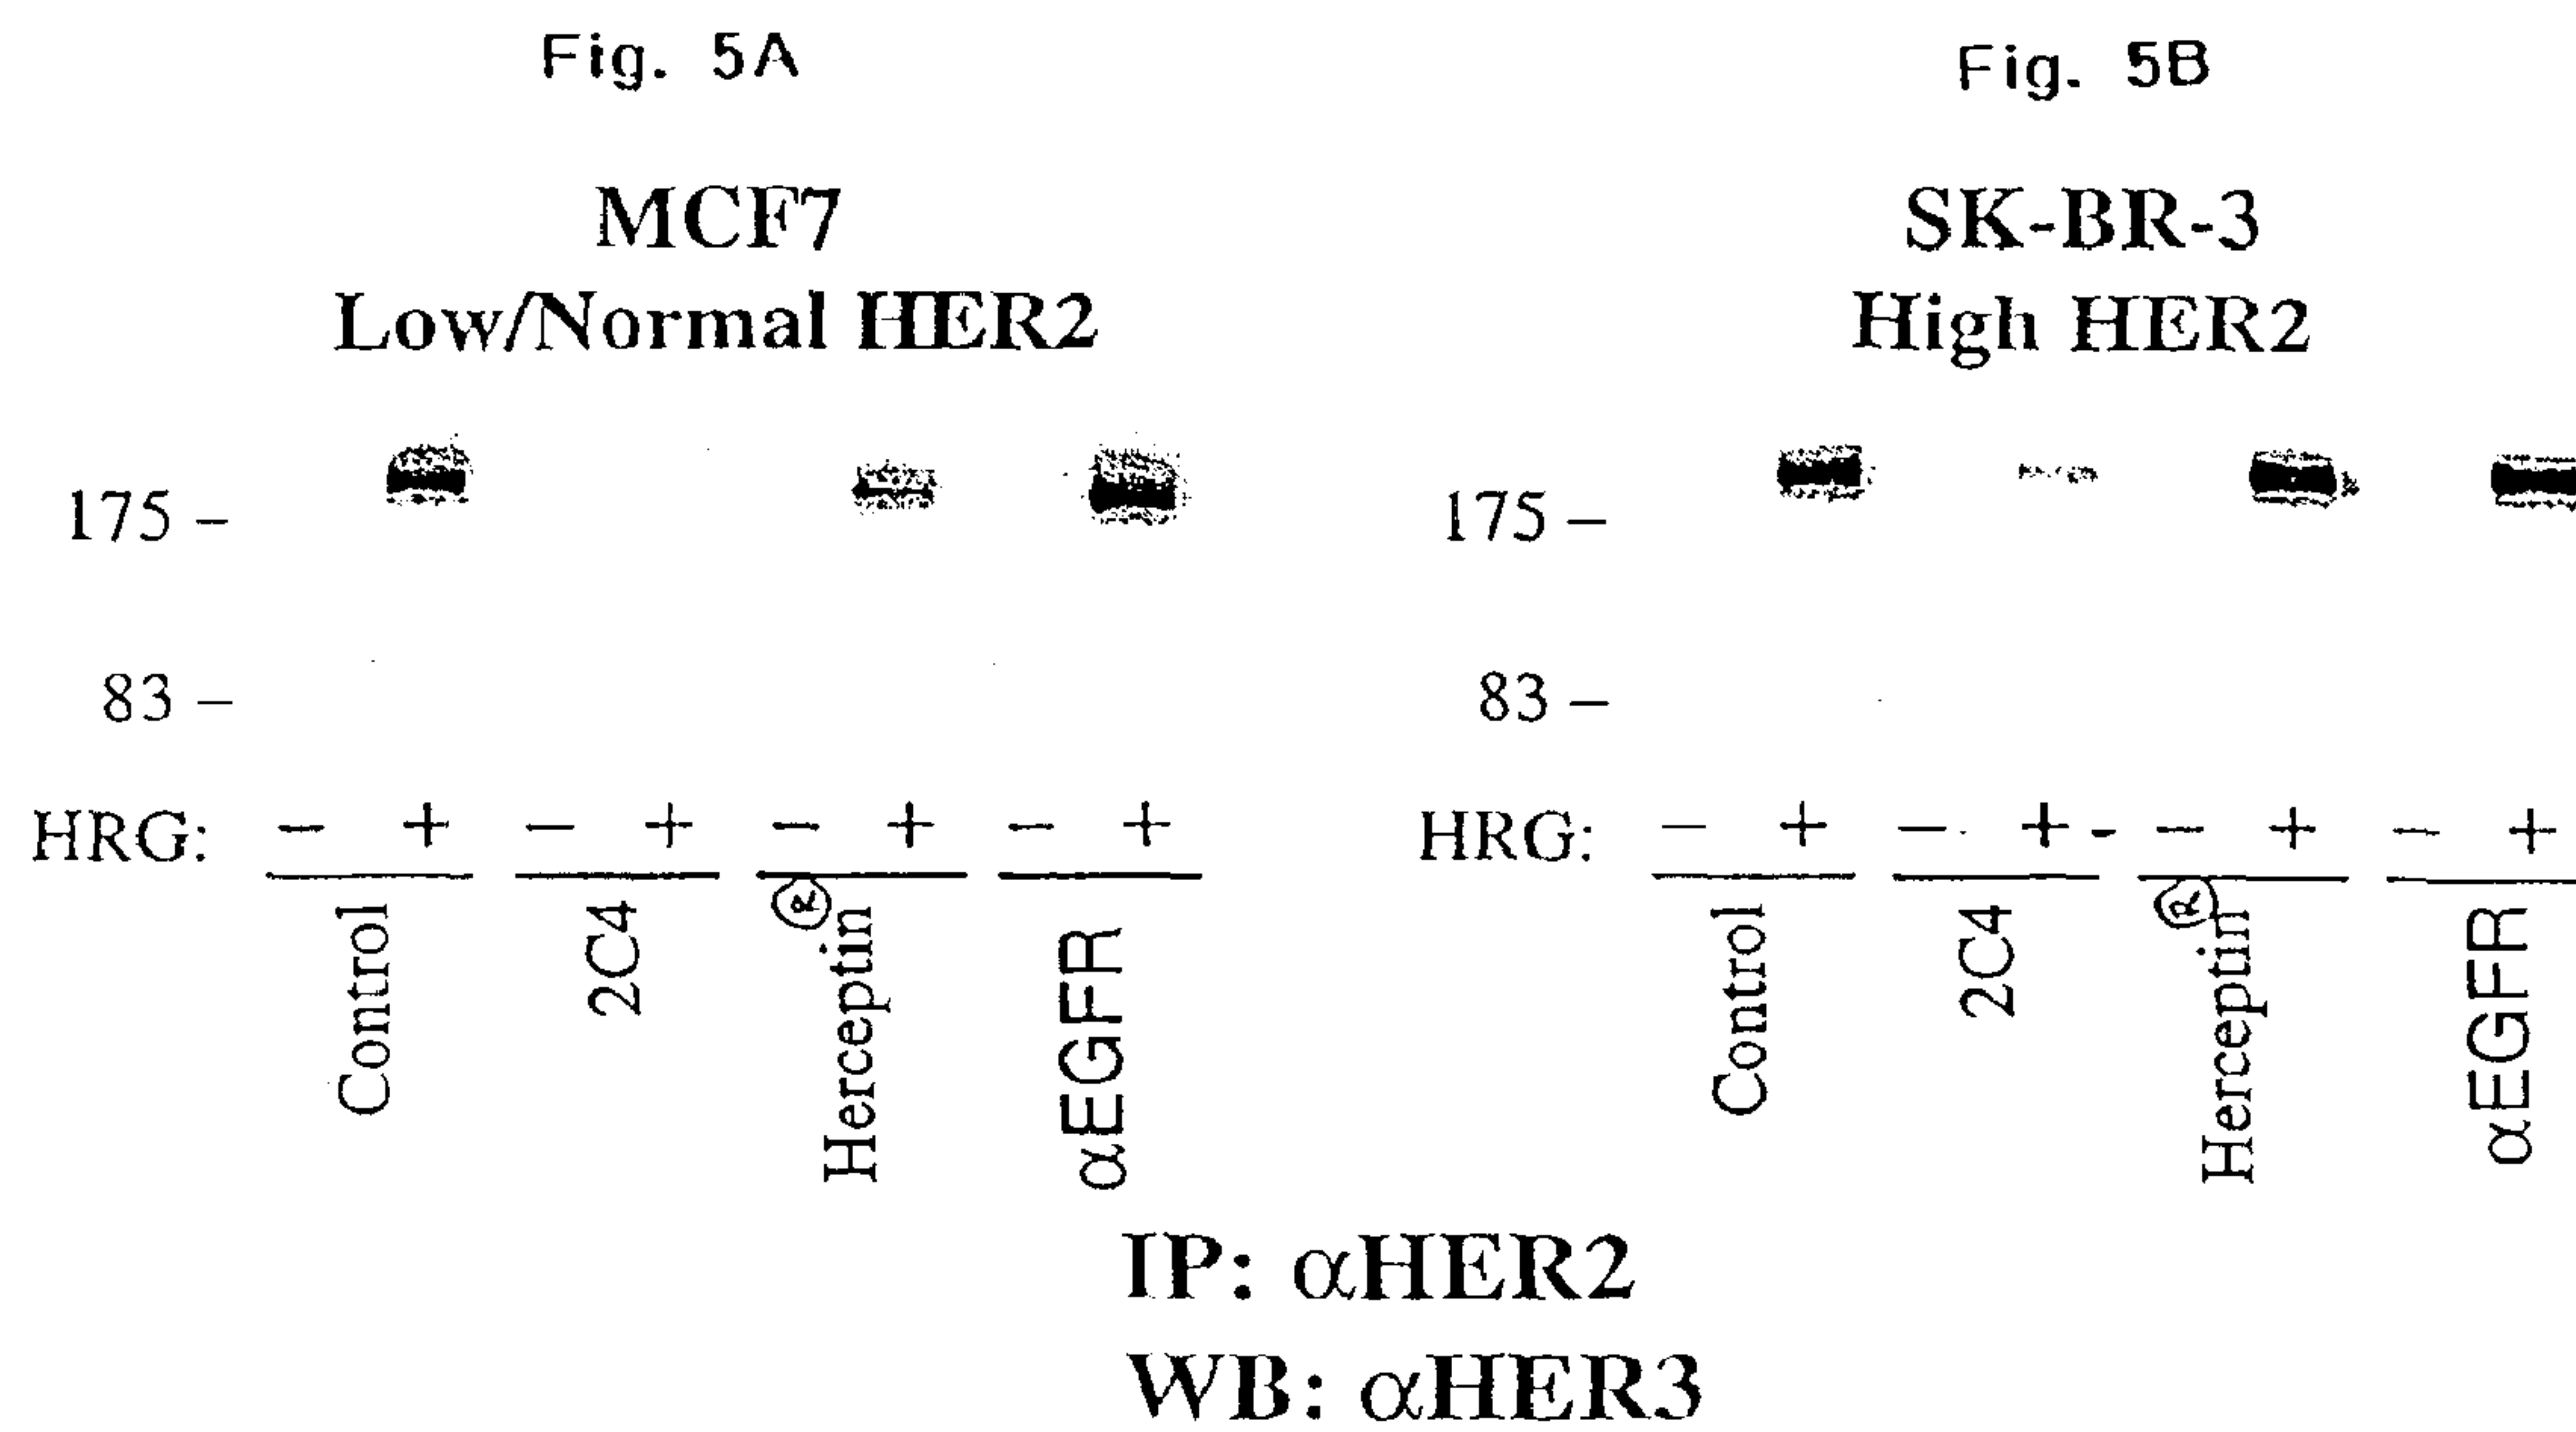 Fig. 5A
MCF7
Low/Normal HER2
175 –
83 –
HRG: – + – + – + – +
Control
2C4
Herceptin®
αEGFR
Fig. 5B
SK-BR-3
High HER2
175 –
83 –
HRG: – + – + - – + – +
Control
2C4
Herceptin®
αEGFR
IP: αHER2
WB: αHER3